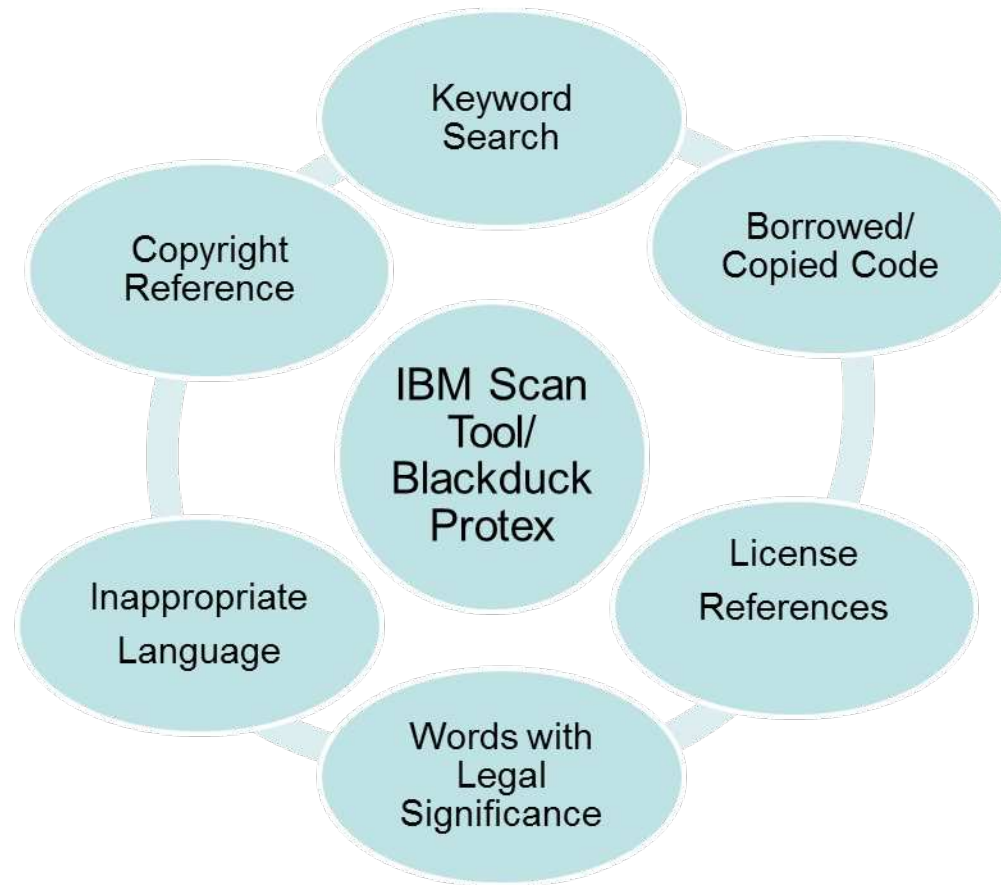 Keyword
Search
Borrowed/
Copied Code
Copyright
Reference
IBM Scan
Tool/
Blackduck
Protex
License
References
Inappropriate
Language
Words with
Legal
Significance